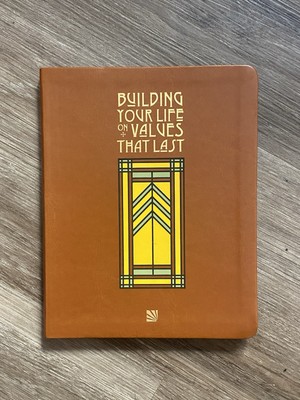 BUILDING
YOUR LIFE
ON VALUES
THAT LAST